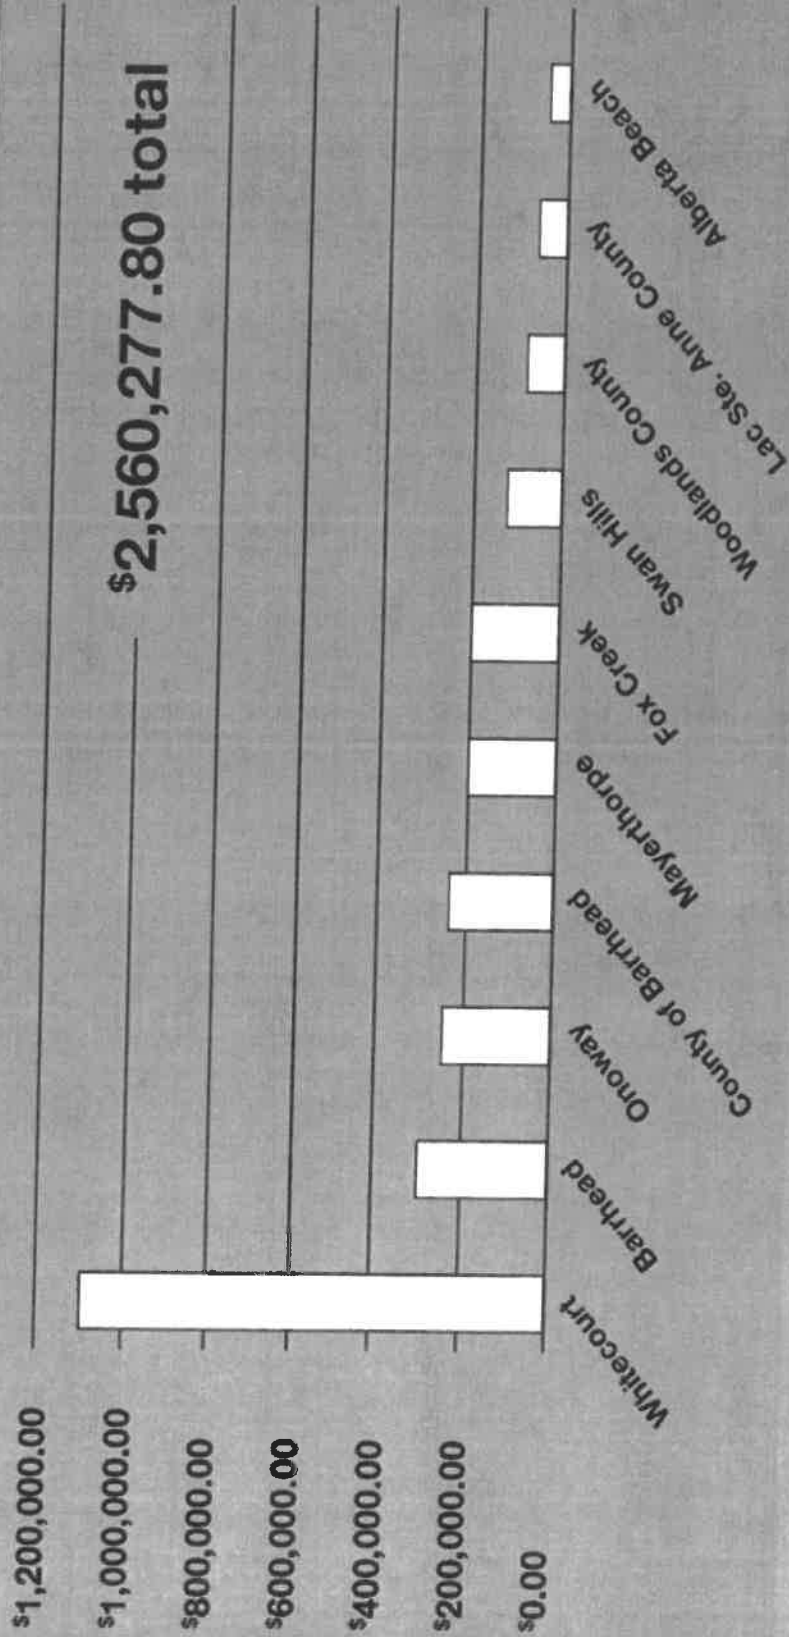 $1,200,000.00
$1,000,000.00
$800,000.00
$600,000.00
$400,000.00
$200,000.00
$0.00
$2,560,277.80 total
Whitecourt
Barrhead
Onoway
County of Barrhead
Mayerthorpe
Fox Creek
Swan Hills
Woodlands County
Lac Ste. Anne County
Alberta Beach